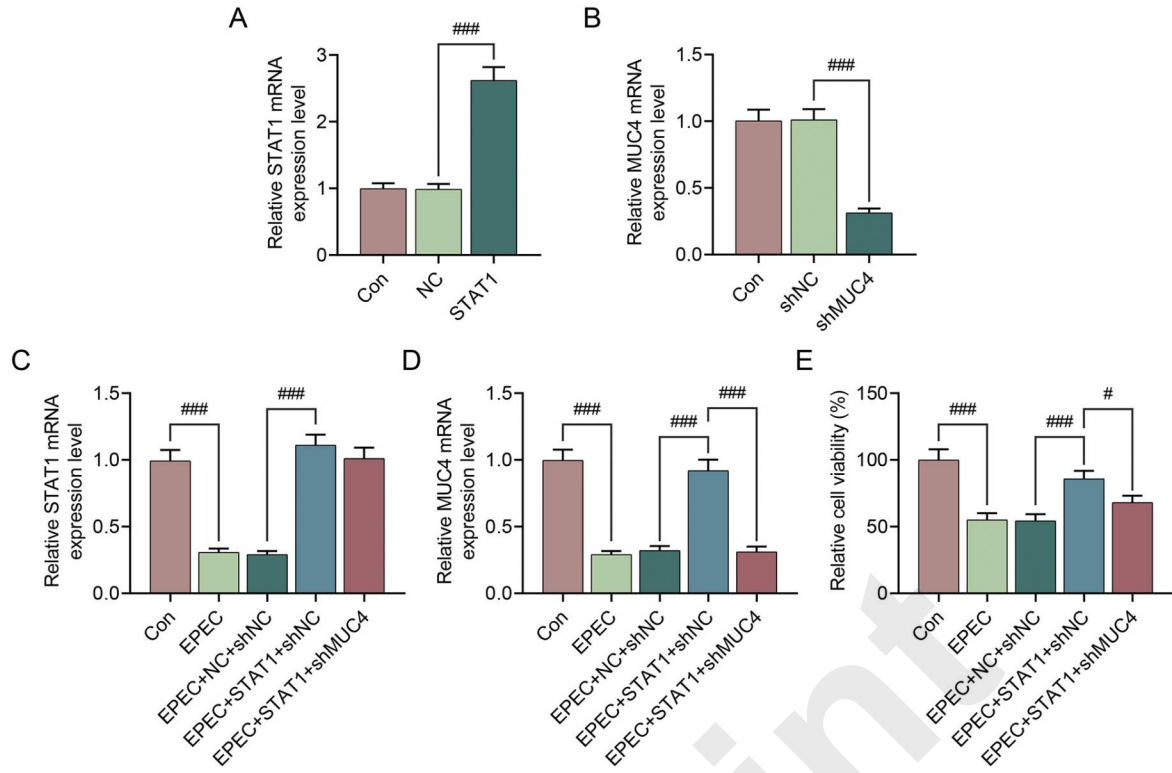 A
Relative STAT1 mRNA
expression level
3
2
1
0
###
Con
NC
STAT1
B
Relative MUC4 mRNA
expression level
1.5
1.0
0.5
0.0
###
Con
shNC
shMUC4
C
Relative STAT1 mRNA
expression level
1.5
1.0
0.5
0.0
###
###
Con
EPEC
EPEC+NC+shNC
EPEC+STAT1+shNC
EPEC+STAT1+shMUC4
D
Relative MUC4 mRNA
expression level
1.5
1.0
0.5
0.0
###
###
###
Con
EPEC
EPEC+NC+shNC
EPEC+STAT1+shNC
EPEC+STAT1+shMUC4
E
Relative cell viability (%)
150
100
50
0
###
###
#
Con
EPEC
EPEC+NC+shNC
EPEC+STAT1+shNC
EPEC+STAT1+shMUC4
int